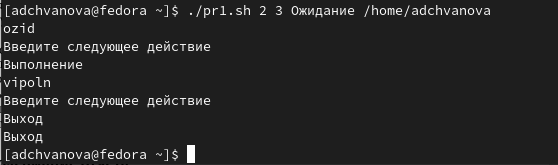 [adchvanova@fedora ~]$ ./pr1.sh 2 3 Ожидание /home/adchvanova
ozid
Введите следующее действие
Выполнение
vipoln
Введите следующее действие
Выход
Выход
[adchvanova@fedora ~]$